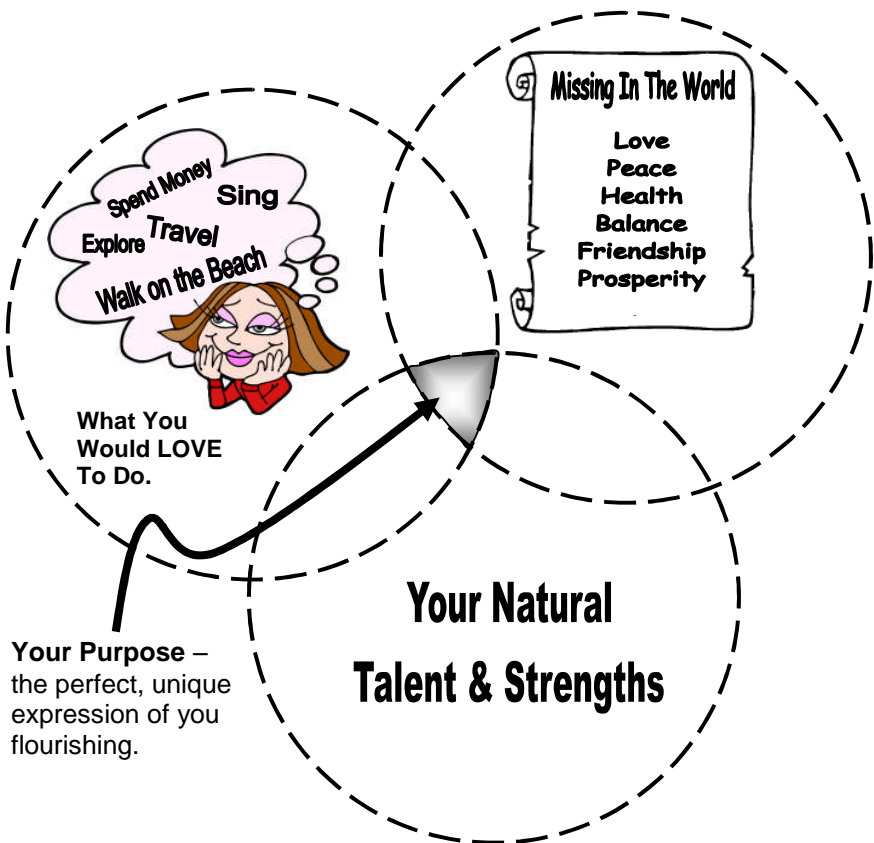 Missing In The World
Love
Peace
Health
Balance
Friendship
Prosperity
Spend Money
Sing
Explore
Travel
Walk on the Beach
What You
Would LOVE
To Do.
Your Natural
Talent & Strengths
Your Purpose –
the perfect, unique
expression of you
flourishing.